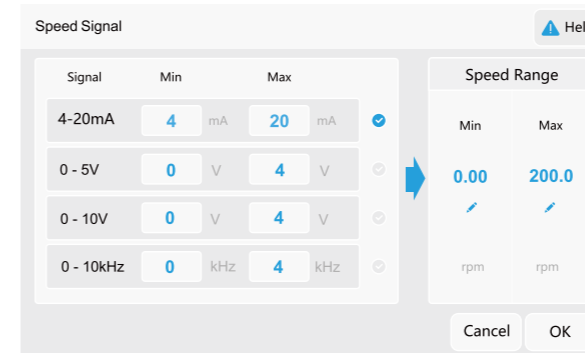 Speed Signal
Hel
Signal Min Max
4-20mA 4 mA 20 mA
0 - 5V 0 V 4 V
0 - 10V 0 V 4 V
0 - 10kHz 0 kHz 4 kHz
Speed Range
Min Max
0.00 200.0
rpm rpm
Cancel OK